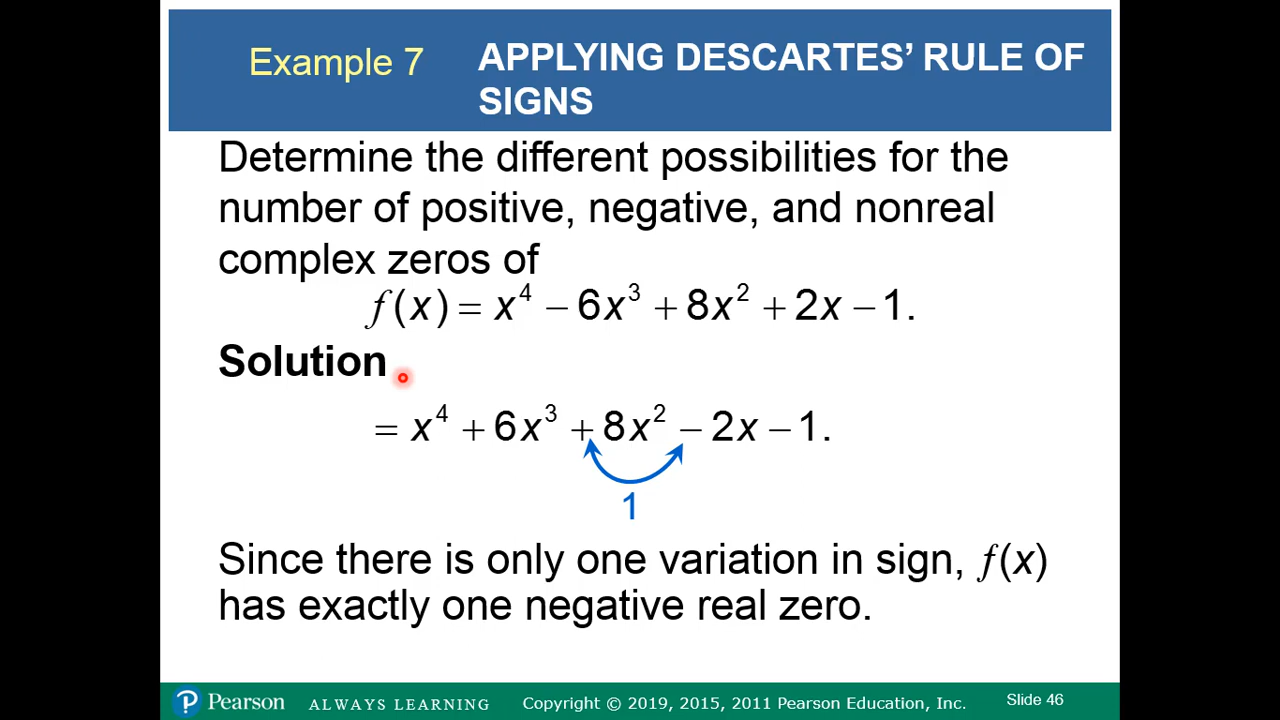 Example 7
APPLYING DESCARTES’ RULE OF
SIGNS
Determine the different possibilities for the
number of positive, negative, and nonreal
complex zeros of
f(x) = x⁴ − 6x³ + 8x² + 2x − 1.
Solution
= x⁴ + 6x³ + 8x² − 2x − 1.
1
Since there is only one variation in sign, f(x)
has exactly one negative real zero.
P Pearson ALWAYS LEARNING Copyright © 2019, 2015, 2011 Pearson Education, Inc. Slide 46